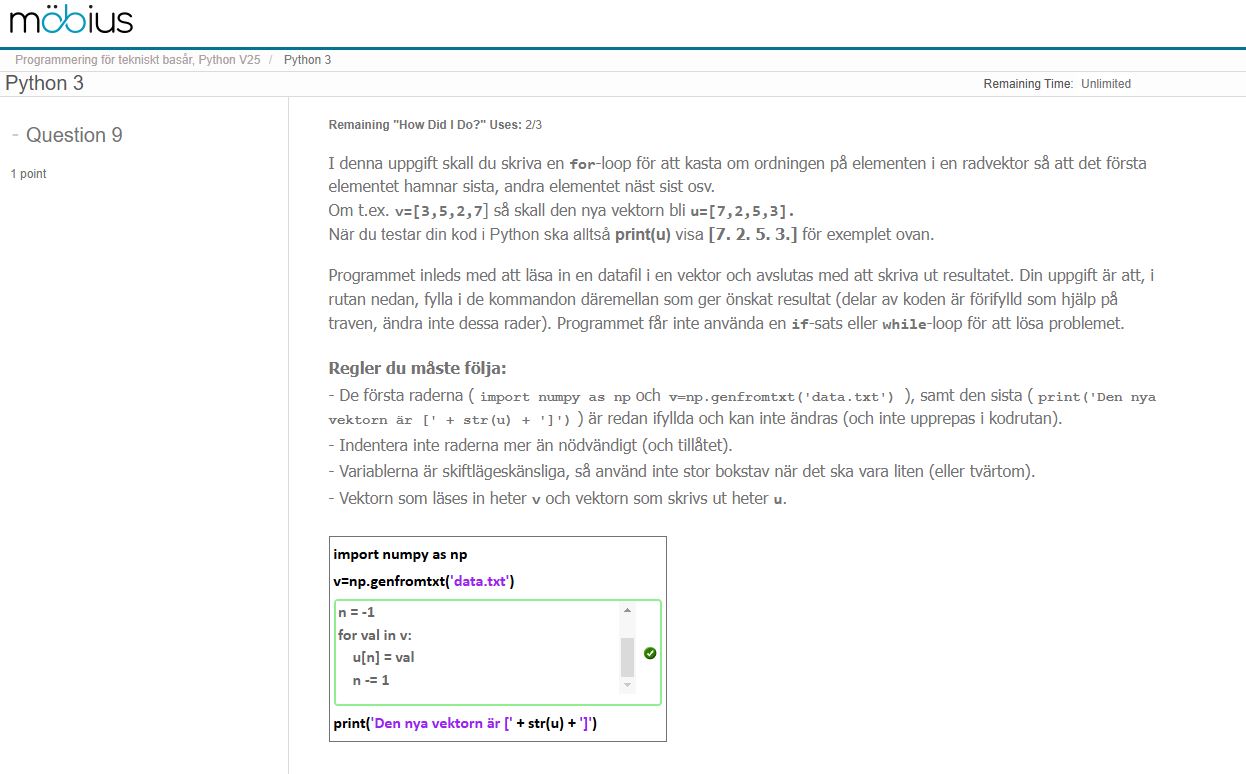 möbius
Programmering för tekniskt basår, Python V25 / Python 3
Python 3
Remaining Time: Unlimited
- Question 9
1 point
Remaining "How Did I Do?" Uses: 2/3
I denna uppgift skall du skriva en for-loop för att kasta om ordningen på elementen i en radvektor så att det första
elementet hamnar sista, andra elementet näst sist osv.
Om t.ex. v=[3,5,2,7] så skall den nya vektorn bli u=[7,2,5,3].
När du testar din kod i Python ska alltså print(u) visa [7. 2. 5. 3.] för exemplet ovan.
Programmet inleds med att läsa in en datafil i en vektor och avslutas med att skriva ut resultatet. Din uppgift är att, i
rutan nedan, fylla i de kommandon däremellan som ger önskat resultat (delar av koden är förifylld som hjälp på
traven, ändra inte dessa rader). Programmet får inte använda en if-sats eller while-loop för att lösa problemet.
Regler du måste följa:
- De första raderna ( import numpy as np och v=np.genfromtxt('data.txt') ), samt den sista ( print('Den nya
vektorn är [' + str(u) + ']') ) är redan ifyllda och kan inte ändras (och inte upprepas i kodrutan).
- Indentera inte raderna mer än nödvändigt (och tillåtet).
- Variablerna är skiftlägeskänsliga, så använd inte stor bokstav när det ska vara liten (eller tvärtom).
- Vektorn som läses in heter v och vektorn som skrivs ut heter u.
import numpy as np
v=np.genfromtxt('data.txt')
n = -1
for val in v:
    u[n] = val
    n -= 1
print('Den nya vektorn är [' + str(u) + ']')